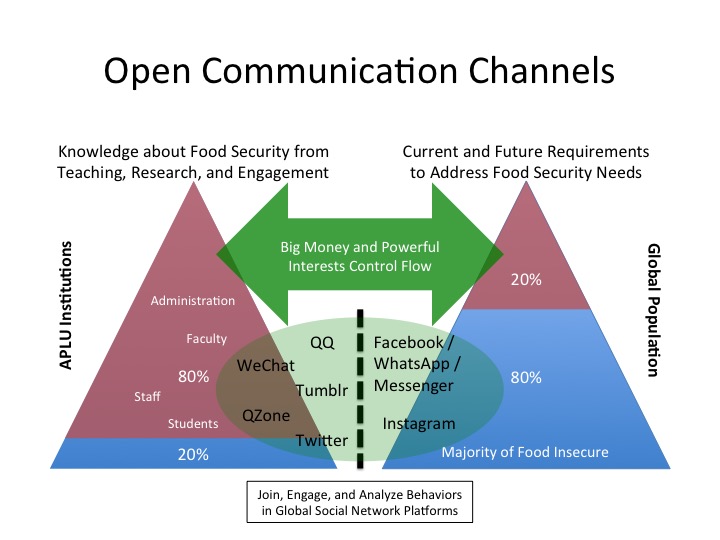 Open Communication Channels
Knowledge about Food Security from
Teaching, Research, and Engagement
Current and Future Requirements
to Address Food Security Needs
APLU Institutions
Big Money and Powerful
Interests Control Flow
Global Population
20%
Administration
Faculty
80%
Staff
Students
20%
QQ
WeChat
Tumblr
QZone
Twitter
Facebook /
WhatsApp /
Messenger
Instagram
80%
Majority of Food Insecure
Join, Engage, and Analyze Behaviors
in Global Social Network Platforms